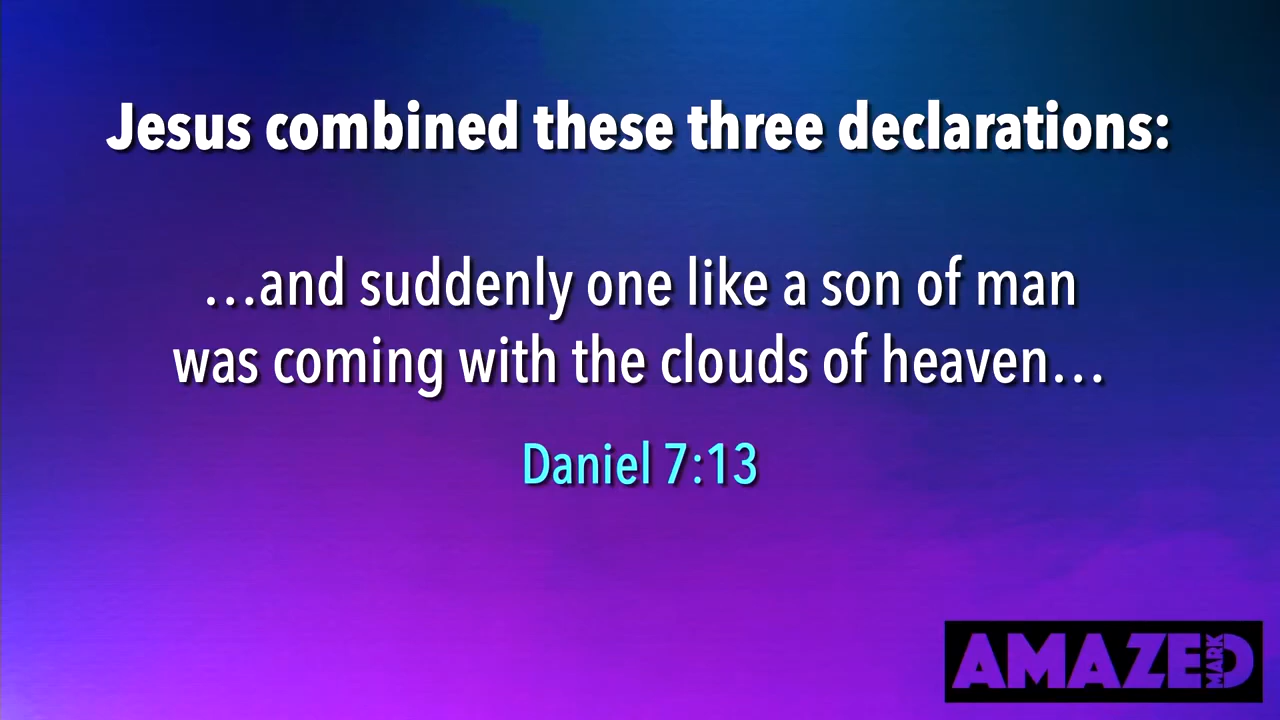 Jesus combined these three declarations:
…and suddenly one like a son of man
was coming with the clouds of heaven…
Daniel 7:13
AMAZED
MARK